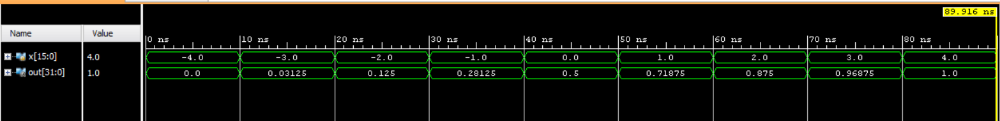 89.916 ns
Name Value
0 ns 10 ns 20 ns 30 ns 40 ns 50 ns 60 ns 70 ns 80 ns
x[15:0] 4.0 -4.0 -3.0 -2.0 -1.0 0.0 1.0 2.0 3.0 4.0
out[31:0] 1.0 0.0 0.03125 0.125 0.28125 0.5 0.71875 0.875 0.96875 1.0